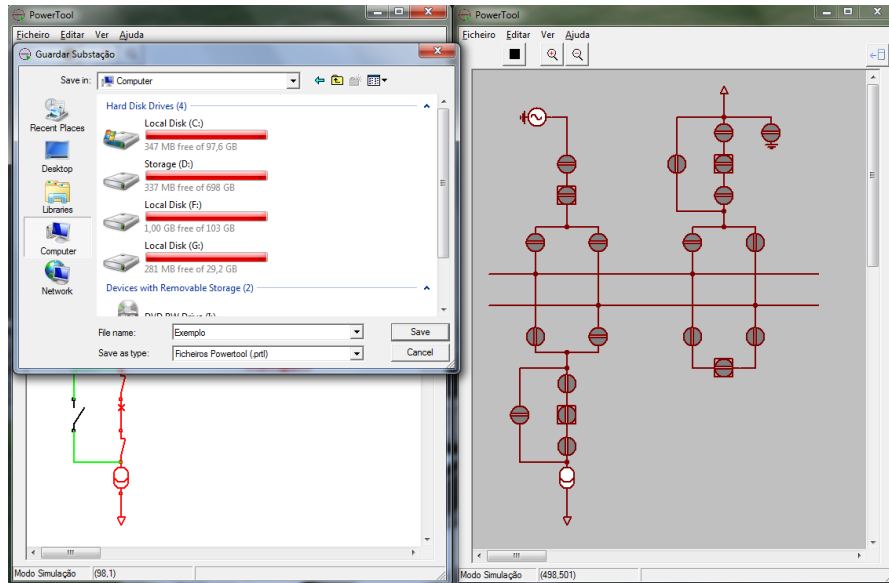 PowerTool
Ficheiro Editar Ver Ajuda
Guardar Substação
Save in: Computer
Recent Places
Desktop
Libraries
Computer
Network
Hard Disk Drives (4)
Local Disk (C:)
347 MB free of 97,6 GB
Storage (D:)
337 MB free of 698 GB
Local Disk (F:)
1,00 GB free of 103 GB
Local Disk (G:)
281 MB free of 29,2 GB
Devices with Removable Storage (2)
File name: Exemplo
Save
Save as type: Ficheiros Powertool (.prtl)
Cancel
Modo Simulação (98,1)
PowerTool
Ficheiro Editar Ver Ajuda
Modo Simulação (498,501)